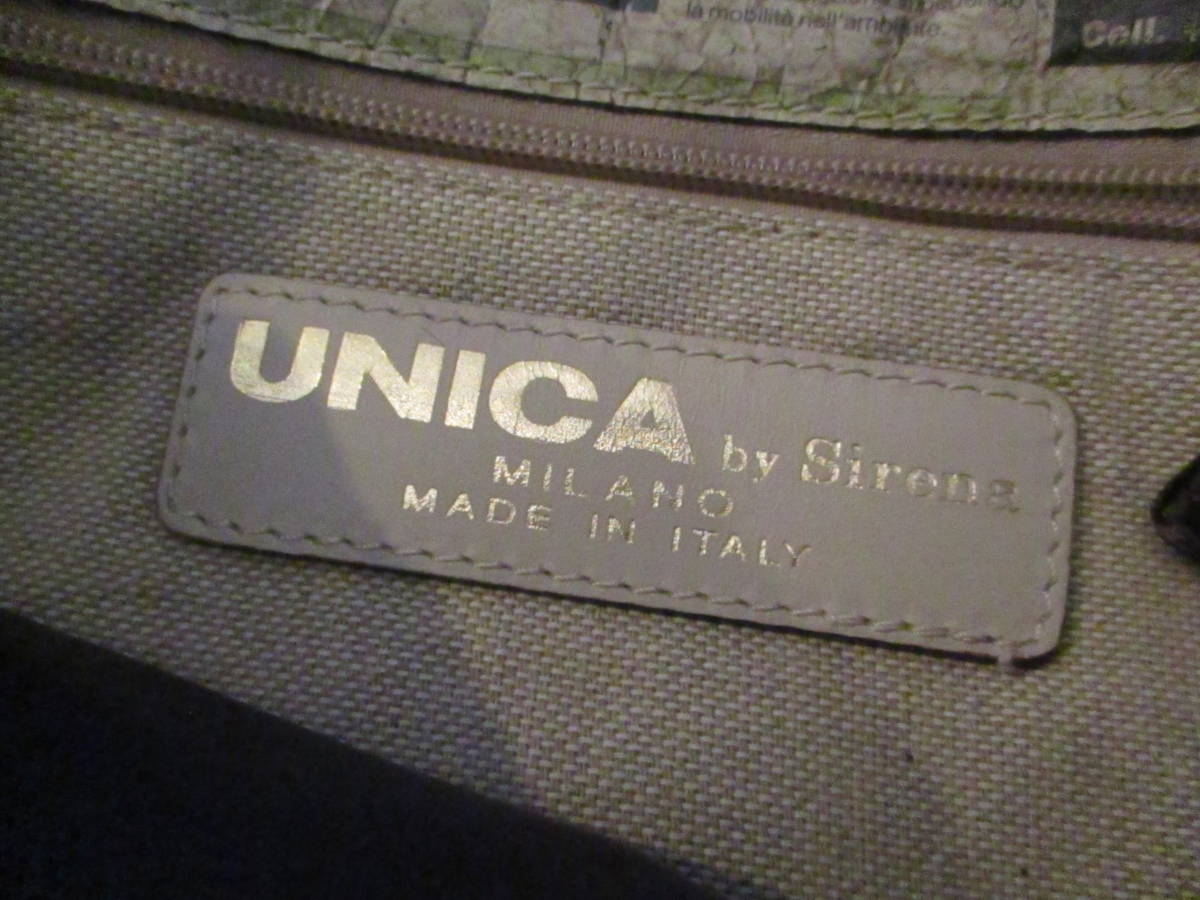 la mobilità nell'ambiente.
Cell.
UNICA by Sirena
MILANO
MADE IN ITALY